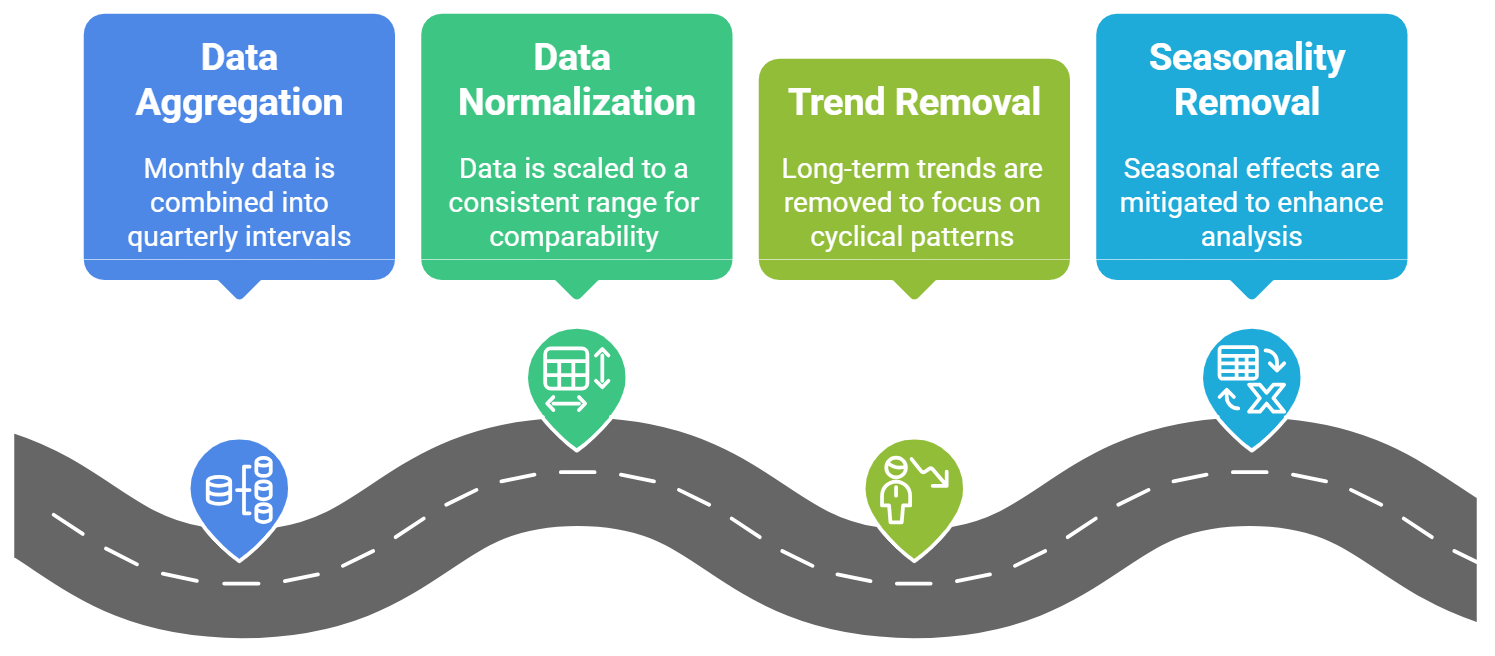 Data
Aggregation
Monthly data is
combined into
quarterly intervals
Data
Normalization
Data is scaled to a
consistent range for
comparability
Trend Removal
Long-term trends are
removed to focus on
cyclical patterns
Seasonality
Removal
Seasonal effects are
mitigated to enhance
analysis